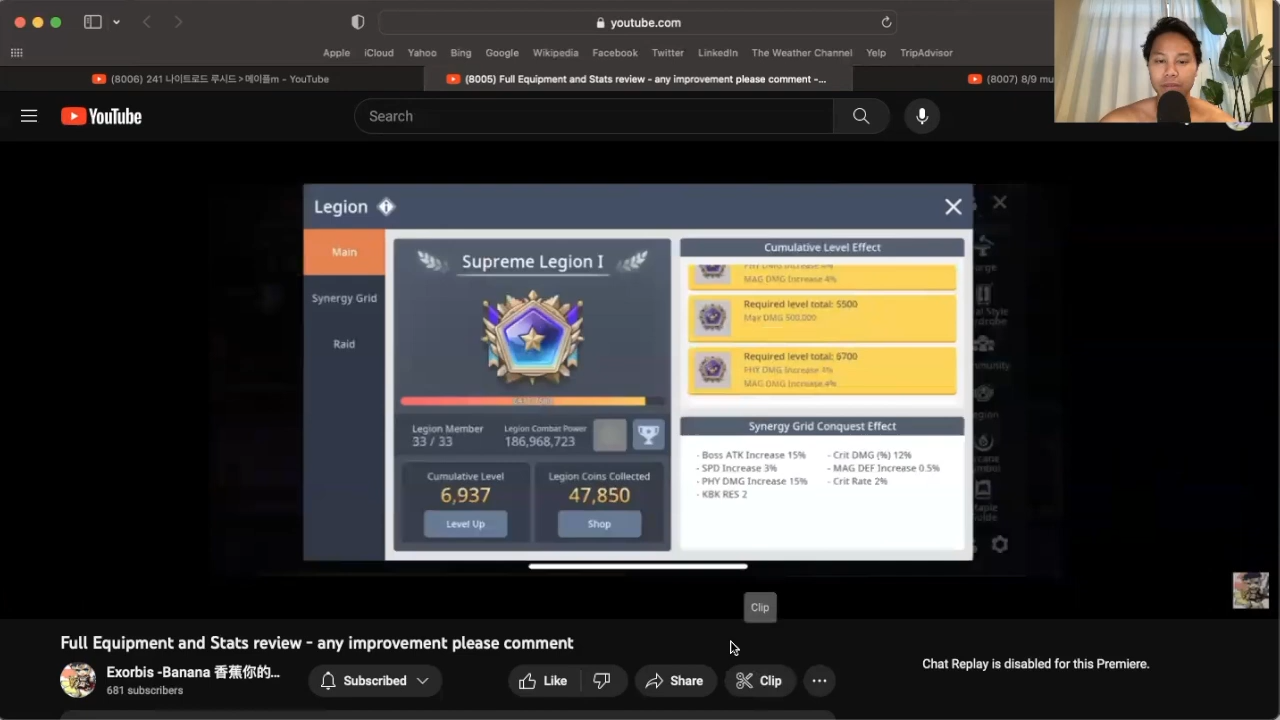 youtube.com
Apple iCloud Yahoo Bing Google Wikipedia Facebook Twitter LinkedIn The Weather Channel Yelp TripAdvisor
(8006) 241 나이트로드 루시드 > 메이플m - YouTube
(8005) Full Equipment and Stats review - any improvement please comment -...
(8007) 8/9 mu
YouTube
Search
Legion
Main
Synergy Grid
Raid
Supreme Legion I
Legion Member
33 / 33
Legion Combat Power
186,968,723
Cumulative Level
6,937
Level Up
Legion Coins Collected
47,850
Shop
Cumulative Level Effect
MAG DMG Increase 4%
Required level total: 5500
Max DMG 500,000
Required level total: 6700
PHY DMG Increase 4%
MAG DMG Increase 4%
Synergy Grid Conquest Effect
- Boss ATK Increase 15%
- SPD Increase 3%
- PHY DMG Increase 15%
- KBK RES 2
- Crit DMG (%) 12%
- MAG DEF Increase 0.5%
- Crit Rate 2%
Clip
Full Equipment and Stats review - any improvement please comment
Exorbis -Banana 香蕉你的...
681 subscribers
Subscribed
Like
Share
Clip
Chat Replay is disabled for this Premiere.